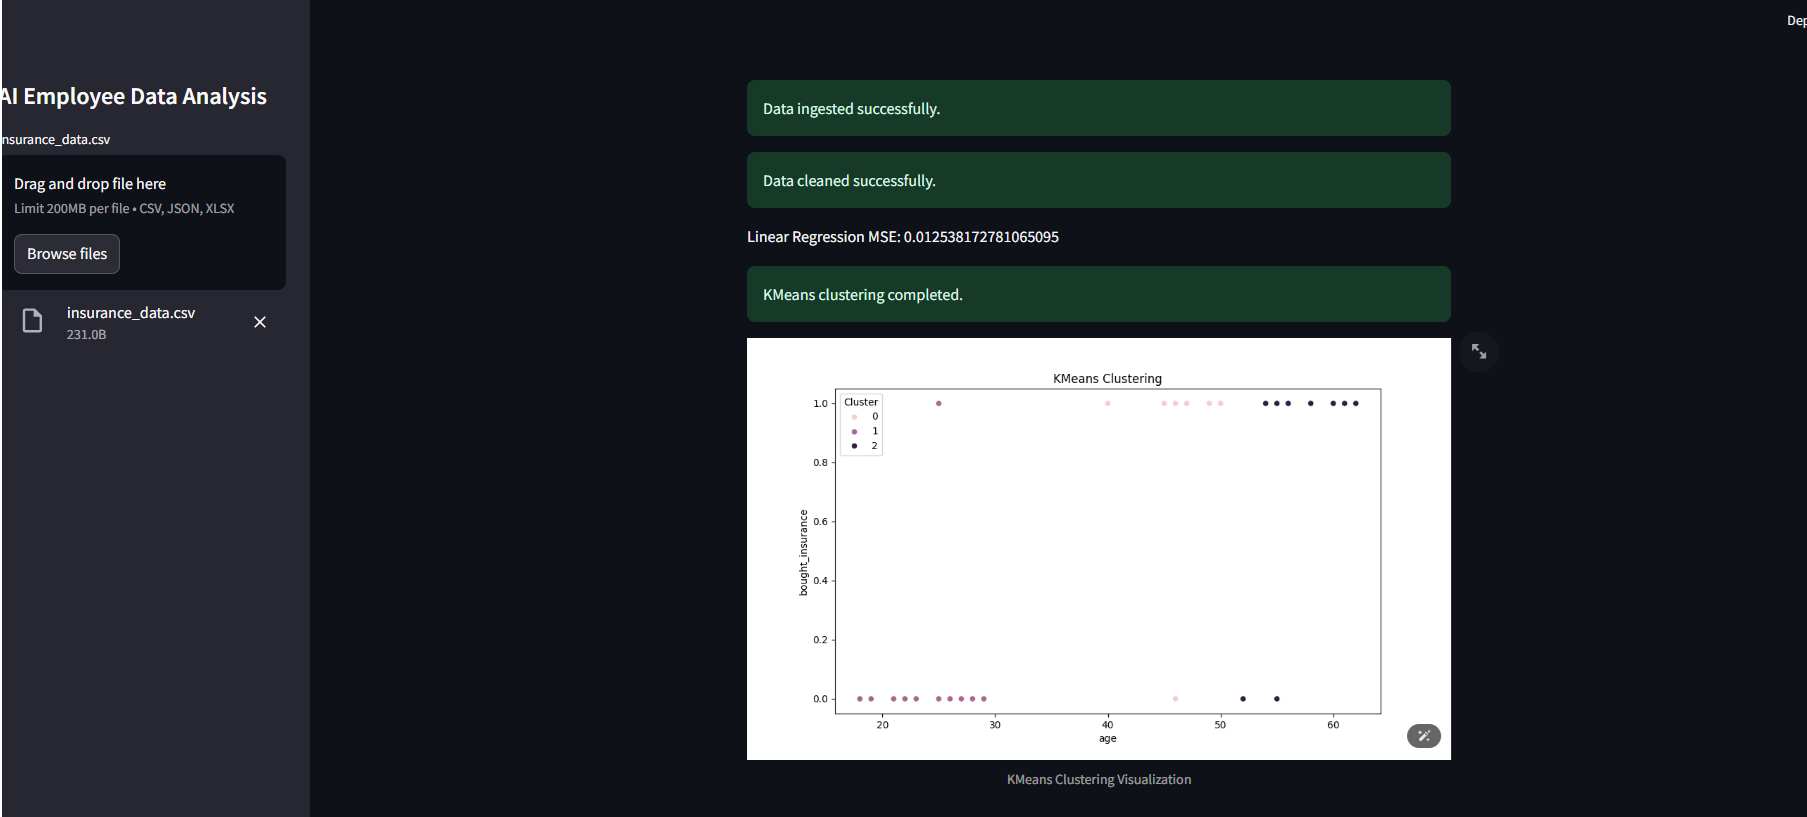 Dep
AI Employee Data Analysis
nsurance_data.csv
Drag and drop file here
Limit 200MB per file • CSV, JSON, XLSX
Browse files
insurance_data.csv
231.0B
Data ingested successfully.
Data cleaned successfully.
Linear Regression MSE: 0.012538172781065095
KMeans clustering completed.
KMeans Clustering
Cluster
0
1
2
1.0
0.8
0.6
0.4
0.2
0.0
bought_insurance
20 30 40 50 60
age
KMeans Clustering Visualization